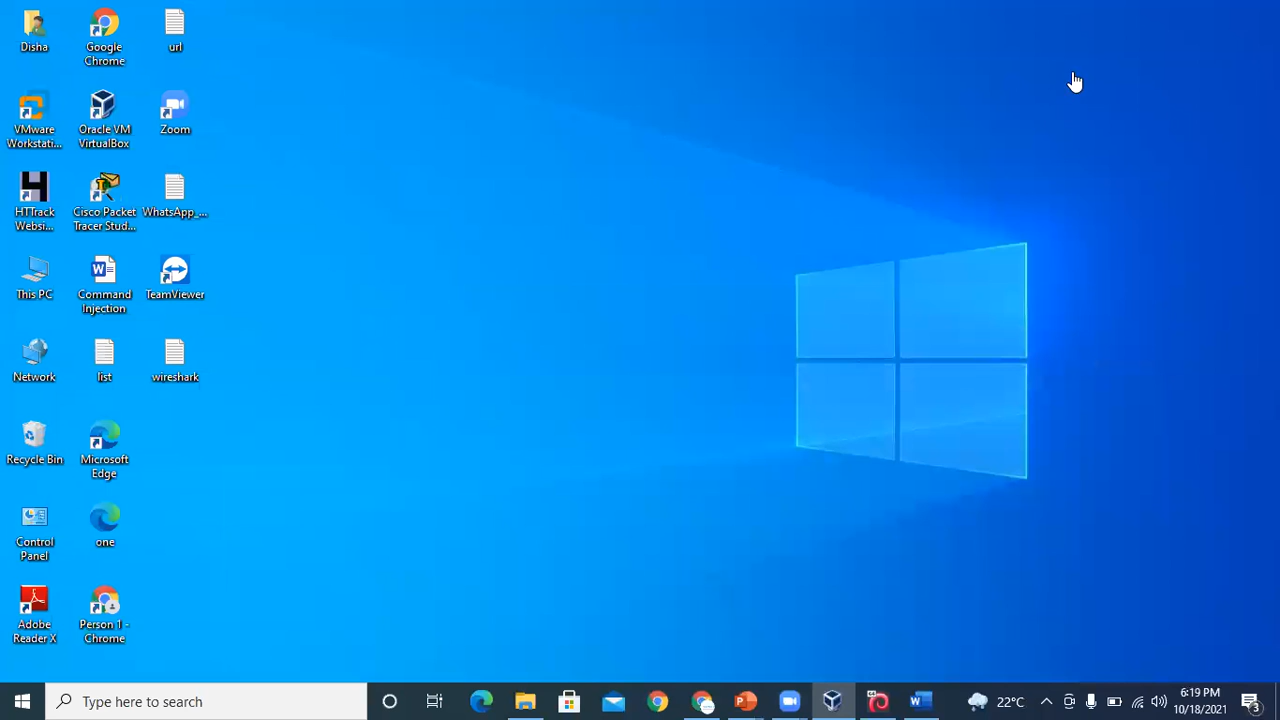 Disha
Google
Chrome
url
VMware
Workstati...
Oracle VM
VirtualBox
Zoom
HTTrack
Websi...
Cisco Packet
Tracer Stud...
WhatsApp_...
This PC
Command
Injection
TeamViewer
Network
list
wireshark
Recycle Bin
Microsoft
Edge
Control
Panel
one
Adobe
Reader X
Person 1 -
Chrome
Type here to search
22°C
6:19 PM
10/18/2021
3